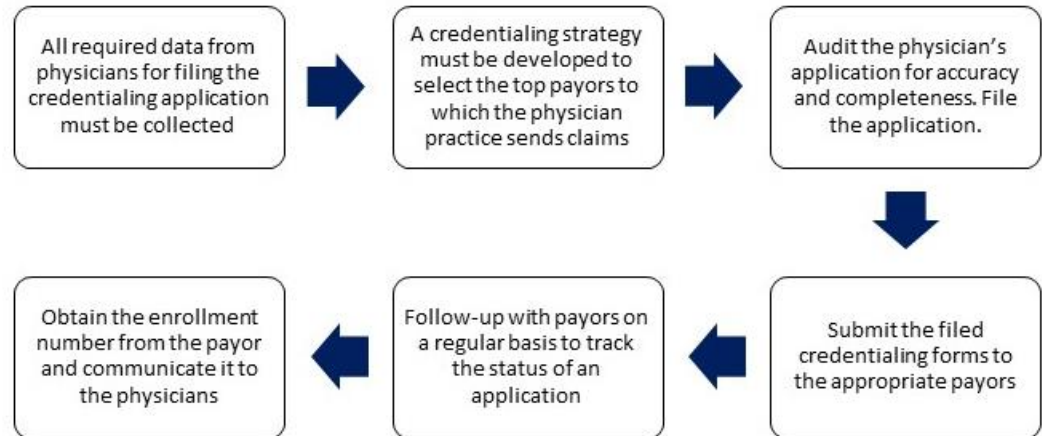 All required data from
physicians for filing the
credentialing application
must be collected
A credentialing strategy
must be developed to
select the top payors to
which the physician
practice sends claims
Audit the physician's
application for accuracy
and completeness. File
the application.
Submit the filed
credentialing forms to
the appropriate payors
Follow-up with payors on
a regular basis to track
the status of an
application
Obtain the enrollment
number from the payor
and communicate it to
the physicians